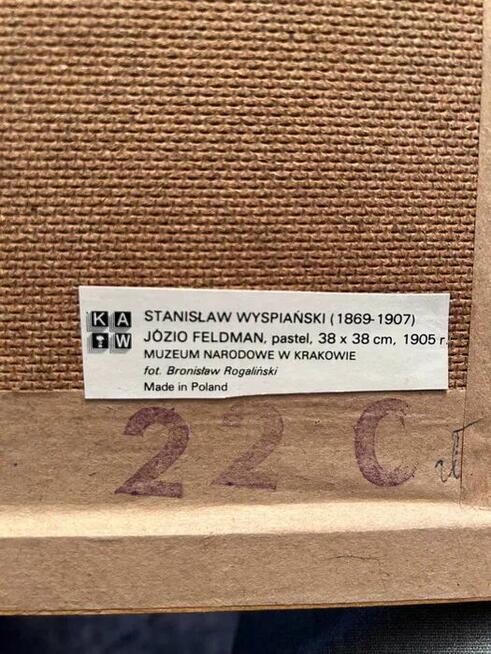 KA
W
STANISŁAW WYSPIAŃSKI (1869-1907)
JÓZIO FELDMAN, pastel, 38 x 38 cm, 1905 r.
MUZEUM NARODOWE W KRAKOWIE
fot. Bronisław Rogaliński
Made in Poland
22 C